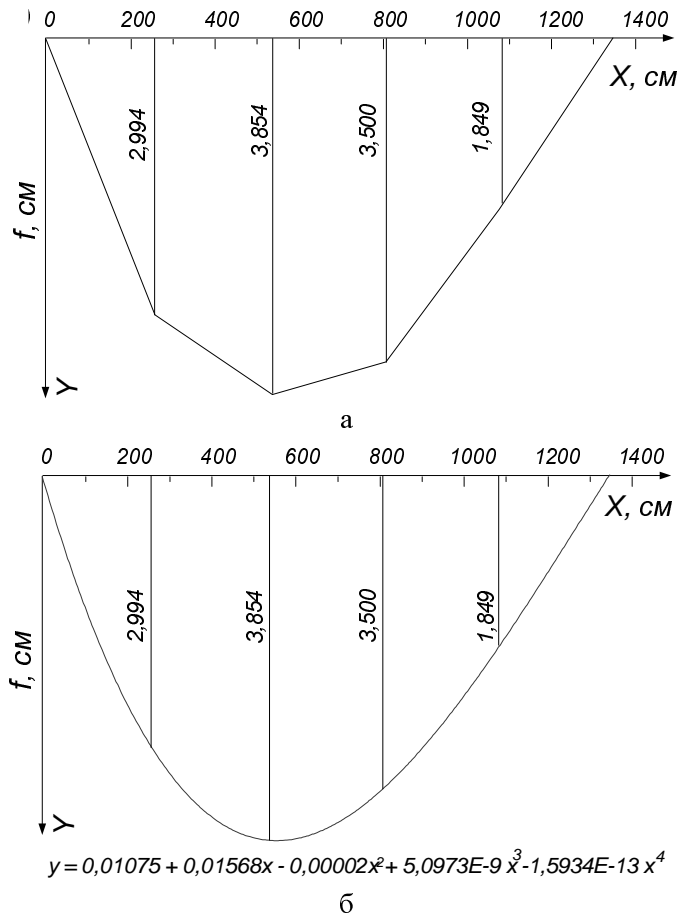 ) 0 200 400 600 800 1000 1200 1400
X, см
2,994
3,854
3,500
1,849
f, см
Y
а
0 200 400 600 800 1000 1200 1400
X, см
2,994
3,854
3,500
1,849
f, см
Y
y = 0,01075 + 0,01568x - 0,00002x² + 5,0973E-9 x³ -1,5934E-13 x⁴
б